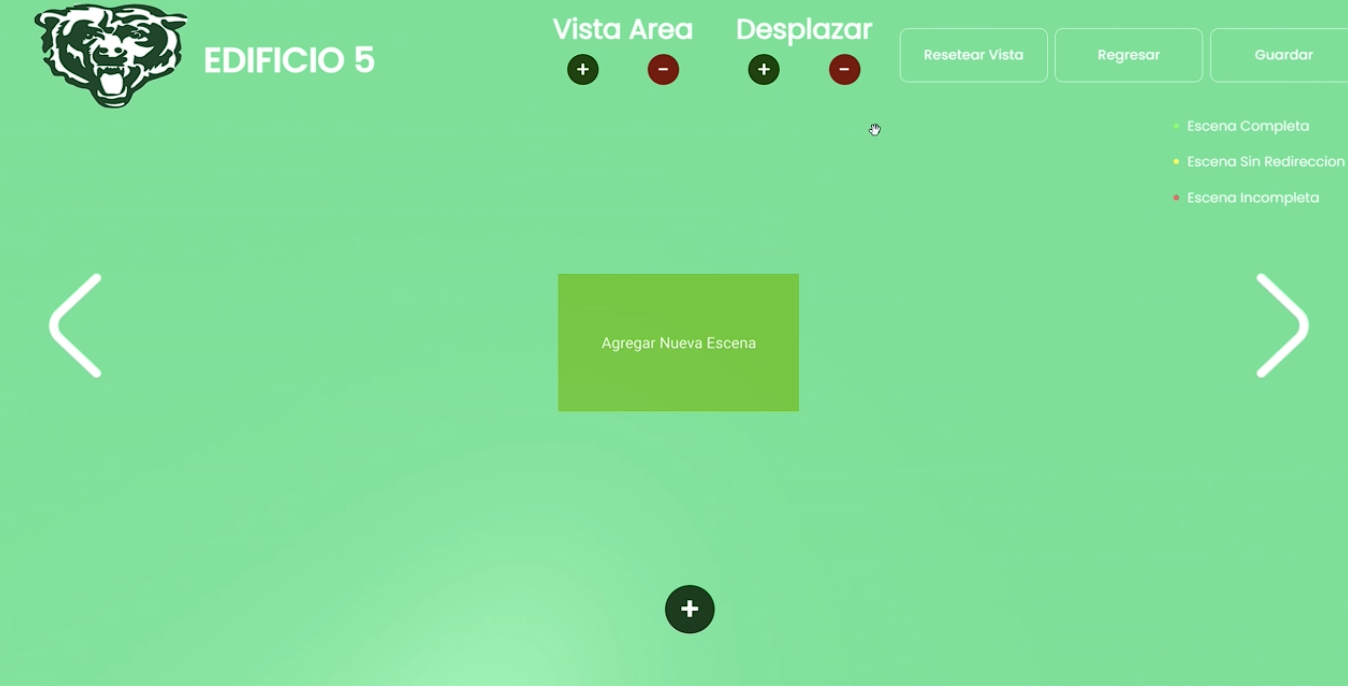 EDIFICIO 5
Vista Area
Desplazar
+
-
+
-
Resetear Vista
Regresar
Guardar
Escena Completa
Escena Sin Redireccion
Escena Incompleta
Agregar Nueva Escena
+